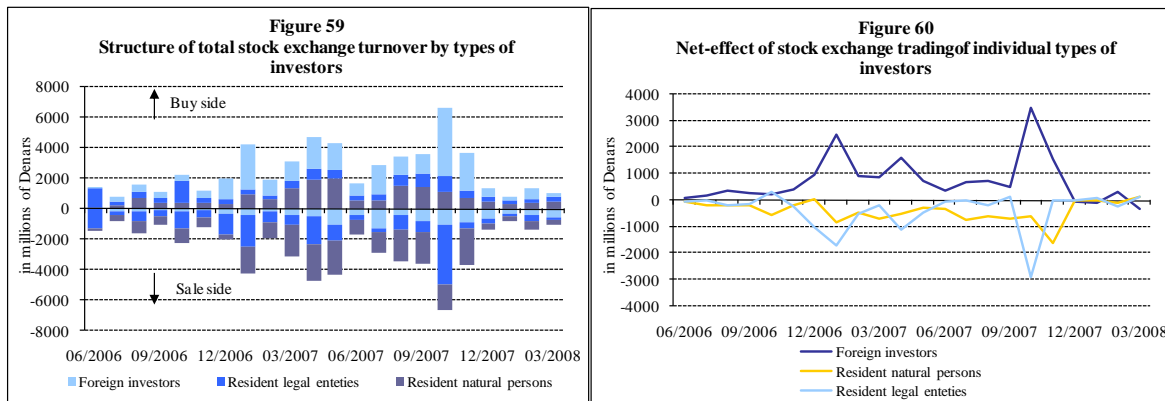 Figure 59
Structure of total stock exchange turnover by types of
investors
in millions of Denars
8000
6000
4000
2000
0
-2000
-4000
-6000
-8000
Buy side
Sale side
06/2006 09/2006 12/2006 03/2007 06/2007 09/2007 12/2007 03/2008
Foreign investors Resident legal enteties Resident natural persons
Figure 60
Net-effect of stock exchange tradingof individual types of
investors
in millions of Denars
4000
3000
2000
1000
0
-1000
-2000
-3000
-4000
06/2006 09/2006 12/2006 03/2007 06/2007 09/2007 12/2007 03/2008
Foreign investors
Resident natural persons
Resident legal enteties